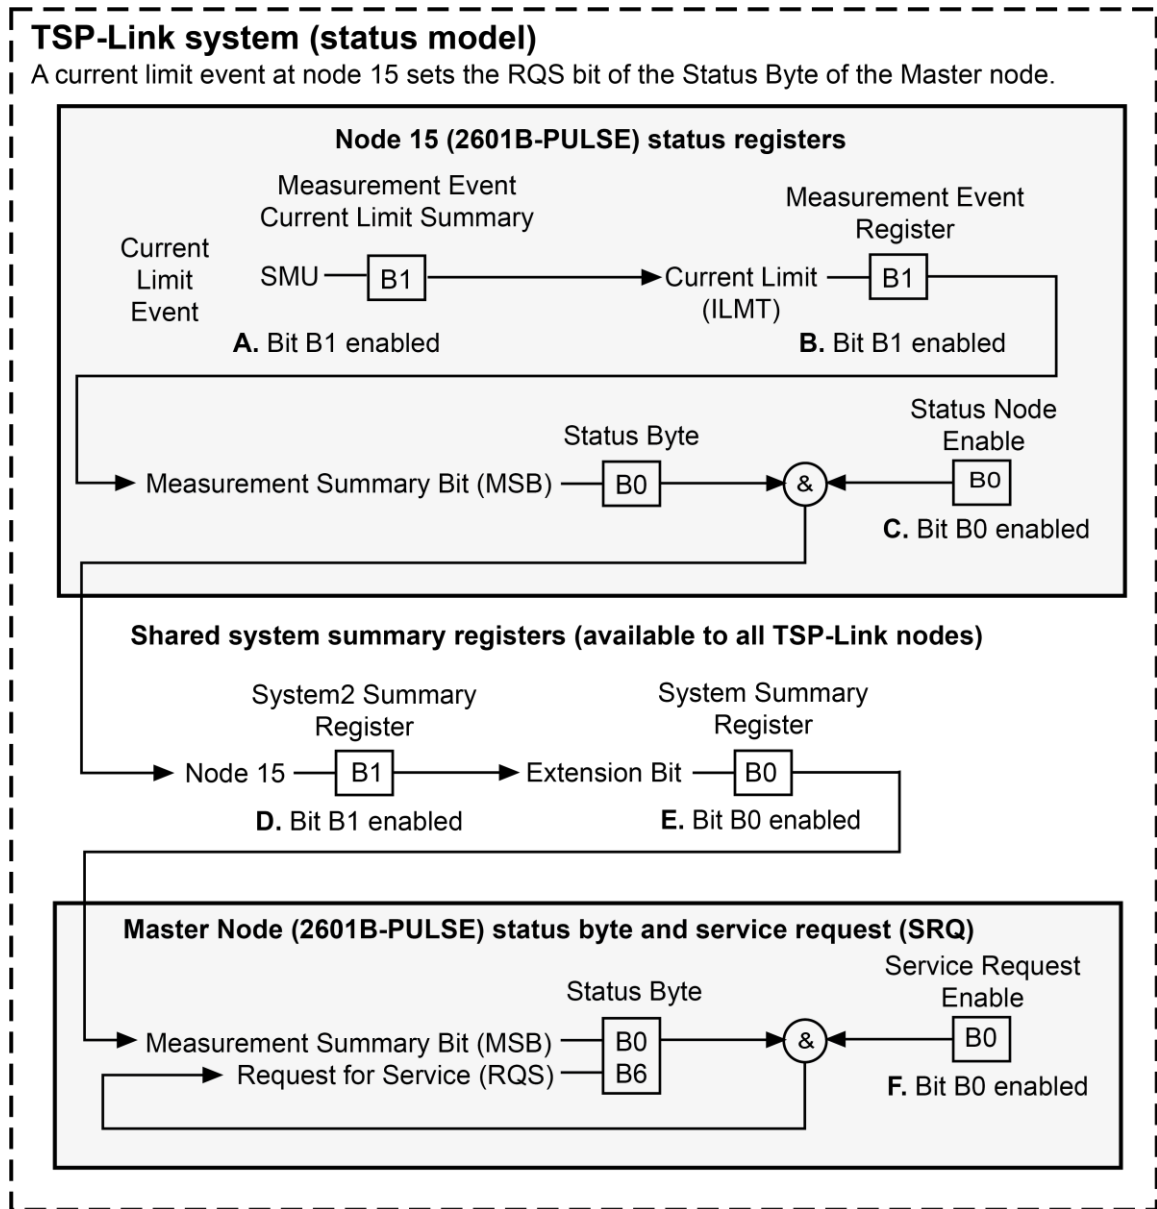 TSP-Link system (status model)
A current limit event at node 15 sets the RQS bit of the Status Byte of the Master node.
Node 15 (2601B-PULSE) status registers
Measurement Event
Current Limit Summary
Measurement Event
Register
Current
Limit
Event
SMU
B1
Current Limit
(ILMT)
B1
A. Bit B1 enabled
B. Bit B1 enabled
Status Byte
Status Node
Enable
Measurement Summary Bit (MSB)
B0
&
B0
C. Bit B0 enabled
Shared system summary registers (available to all TSP-Link nodes)
System2 Summary
Register
System Summary
Register
Node 15
B1
Extension Bit
B0
D. Bit B1 enabled
E. Bit B0 enabled
Master Node (2601B-PULSE) status byte and service request (SRQ)
Status Byte
Service Request
Enable
Measurement Summary Bit (MSB)
B0
&
B0
Request for Service (RQS)
B6
F. Bit B0 enabled